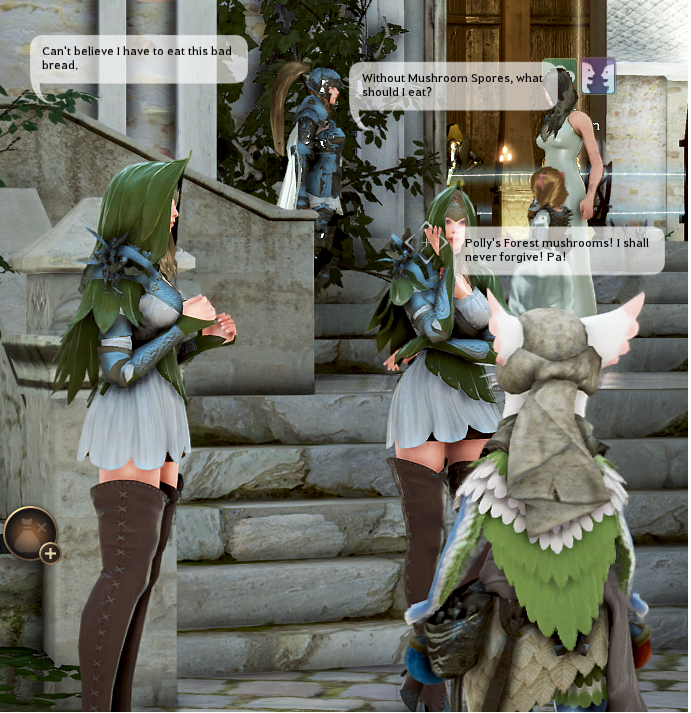 Can't believe I have to eat this bad
bread.
Without Mushroom Spores, what
should I eat?
Polly's Forest mushrooms! I shall
never forgive! Pa!